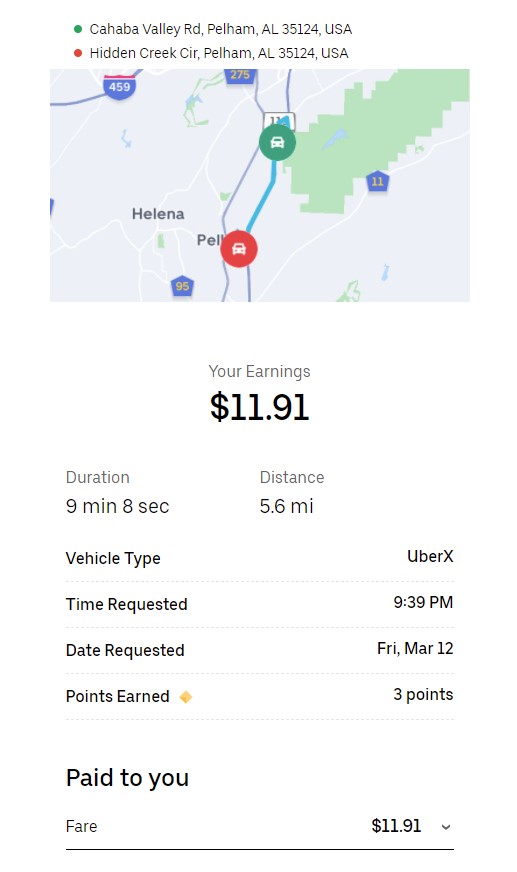 Cahaba Valley Rd, Pelham, AL 35124, USA
Hidden Creek Cir, Pelham, AL 35124, USA
275
459
11
Helena
Pel
95
Your Earnings
$11.91
Duration Distance
9 min 8 sec 5.6 mi
Vehicle Type UberX
Time Requested 9:39 PM
Date Requested Fri, Mar 12
Points Earned 3 points
Paid to you
Fare $11.91